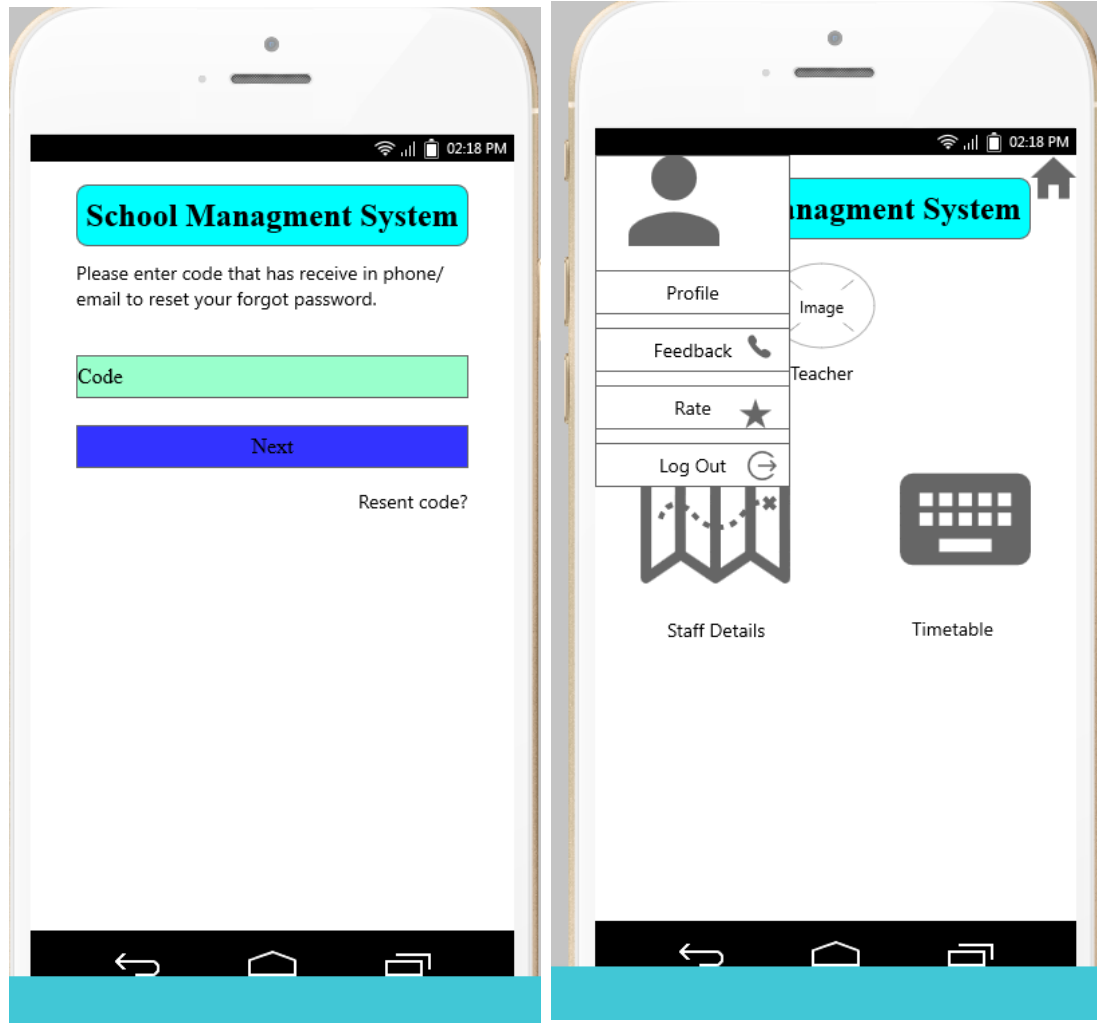 02:18 PM
School Managment System
Please enter code that has receive in phone/
email to reset your forgot password.
Code
Next
Resent code?
02:18 PM
nagment System
Image
Teacher
Profile
Feedback
Rate
Log Out
Staff Details
Timetable